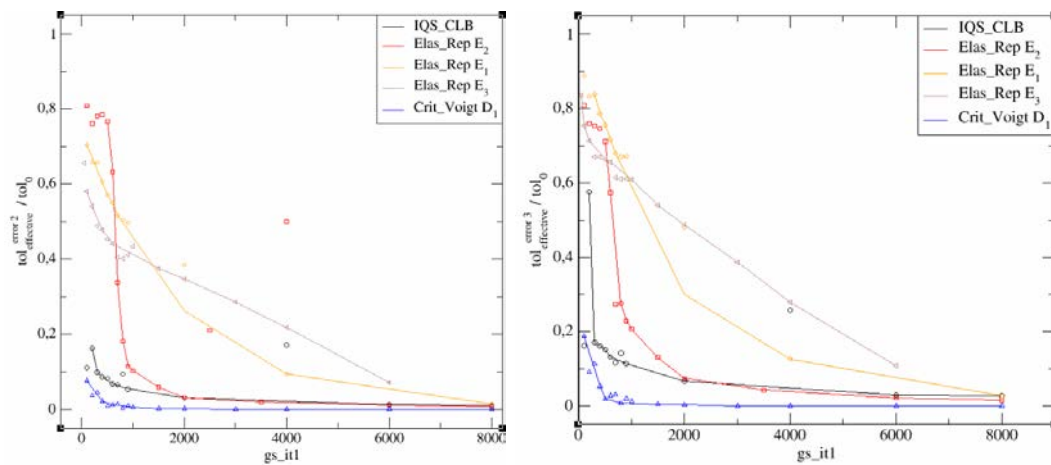 IQS_CLB
Elas_Rep E2
Elas_Rep E1
Elas_Rep E3
Crit_Voigt D1
1
0,8
0,6
0,4
0,2
0
0
2000
4000
6000
8000
gs_it1
tol effective error 2 / tol0
IQS_CLB
Elas_Rep E2
Elas_Rep E1
Elas_Rep E3
Crit_Voigt D1
1
0,8
0,6
0,4
0,2
0
0
2000
4000
6000
8000
gs_it1
tol effective error 3 / tol0